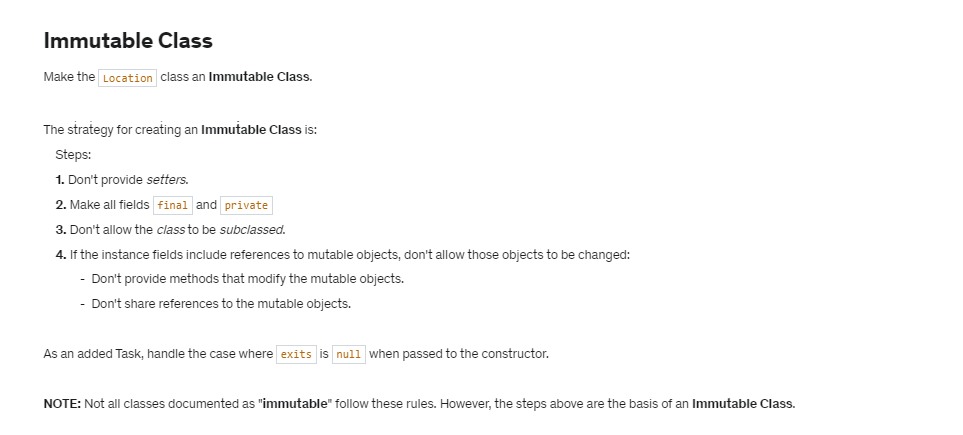 Immutable Class
Make the Location class an Immutable Class.
The strategy for creating an Immutable Class is:
Steps:
1. Don't provide setters.
2. Make all fields final and private
3. Don't allow the class to be subclassed.
4. If the instance fields include references to mutable objects, don't allow those objects to be changed:
- Don't provide methods that modify the mutable objects.
- Don't share references to the mutable objects.
As an added Task, handle the case where exits is null when passed to the constructor.
NOTE: Not all classes documented as "immutable" follow these rules. However, the steps above are the basis of an Immutable Class.